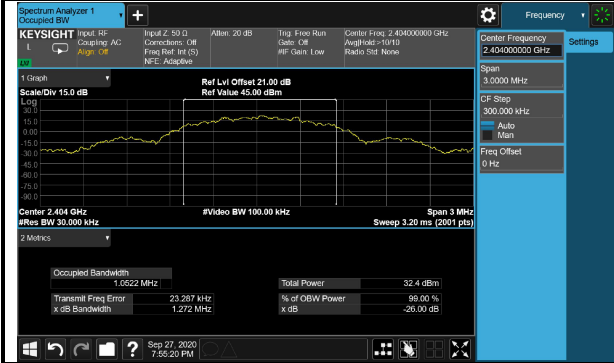 Spectrum Analyzer 1
Occupied BW
Frequency
KEYSIGHT Input: RF Input Z: 50 Ω Atten: 20 dB Trig: Free Run Center Freq: 2.404000000 GHz
Coupling: AC Corrections: Off Gate: Off Avg|Hold:>10/10
Align: Off Freq Ref: Int (S) #IF Gain: Low Radio Std: None
NFE: Adaptive
L
LXI
Center Frequency
2.404000000 GHz
Settings
Span
3.0000 MHz
CF Step
300.000 kHz
Auto
Man
Freq Offset
0 Hz
1 Graph
Scale/Div 15.0 dB
Ref Lvl Offset 21.00 dB
Ref Value 45.00 dBm
Log
30.0
15.0
0.00
-15.0
-30.0
-45.0
-60.0
-75.0
-90.0
Center 2.404 GHz #Video BW 100.00 kHz Span 3 MHz
#Res BW 30.000 kHz Sweep 3.20 ms (2001 pts)
2 Metrics
Occupied Bandwidth
1.0522 MHz
Total Power 32.4 dBm
Transmit Freq Error 23.287 kHz % of OBW Power 99.00 %
x dB Bandwidth 1.272 MHz x dB -26.00 dB
Sep 27, 2020
7:55:20 PM